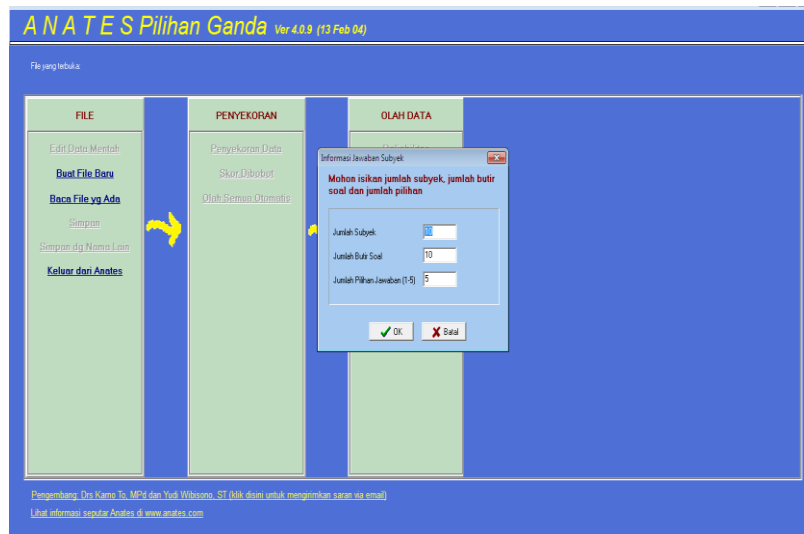 A N A T E S Pilihan Ganda Ver 4.0.9 (13 Feb 04)
File yang terbuka:
FILE
Edit Data Mentah
Buat File Baru
Baca File yg Ada
Simpan
Simpan dg Nama Lain
Keluar dari Anates
PENYEKORAN
Penyekoran Data
Skor Dibobot
Olah Semua Otomatis
OLAH DATA
Informasi Jawaban Subyek
Mohon isikan jumlah subyek, jumlah butir
soal dan jumlah pilihan
Jumlah Subyek 10
Jumlah Butir Soal 10
Jumlah Pilihan Jawaban (1-5) 5
OK Batal
Pengembang: Drs Karno To, MPd dan Yudi Wibisono, ST (klik disini untuk mengirimkan saran via email)
Lihat informasi seputar Anates di www.anates.com